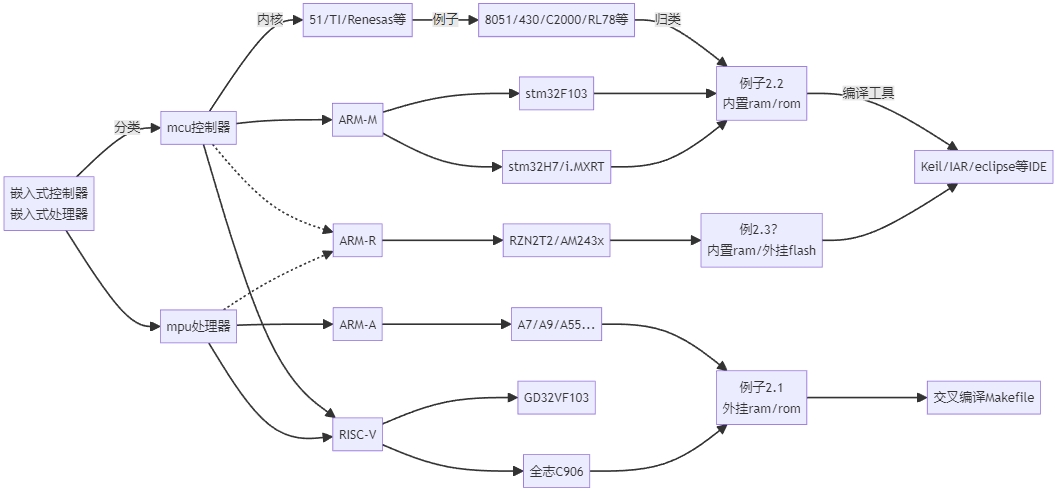 嵌入式控制器
嵌入式处理器
分类
mcu控制器
mpu处理器
内核
51/TI/Renesas等
例子
8051/430/C2000/RL78等
归类
ARM-M
stm32F103
stm32H7/i.MXRT
例子2.2
内置ram/rom
编译工具
Keil/IAR/eclipse等IDE
ARM-R
RZN2T2/AM243x
例2.3?
内置ram/外挂flash
ARM-A
A7/A9/A55...
RISC-V
GD32VF103
全志C906
例子2.1
外挂ram/rom
交叉编译Makefile